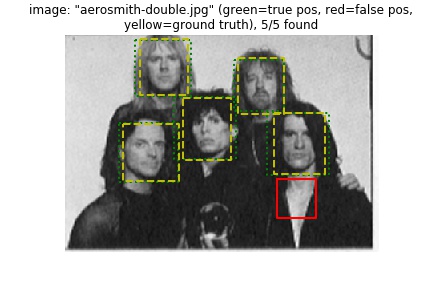 image: "aerosmith-double.jpg" (green=true pos, red=false pos,
yellow=ground truth), 5/5 found